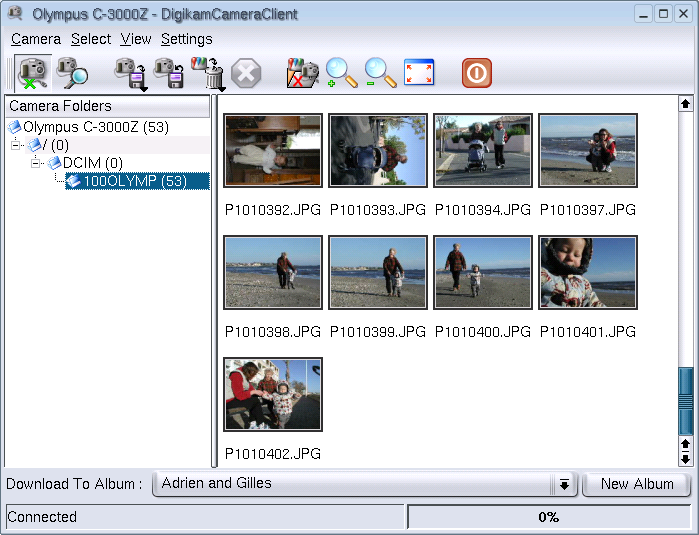 Olympus C-3000Z - DigikamCameraClient
Camera Select View Settings
Camera Folders
Olympus C-3000Z (53)
/ (0)
DCIM (0)
100OLYMP (53)
P1010392.JPG P1010393.JPG P1010394.JPG P1010397.JPG
P1010398.JPG P1010399.JPG P1010400.JPG P1010401.JPG
P1010402.JPG
Download To Album : Adrien and Gilles New Album
Connected 0%